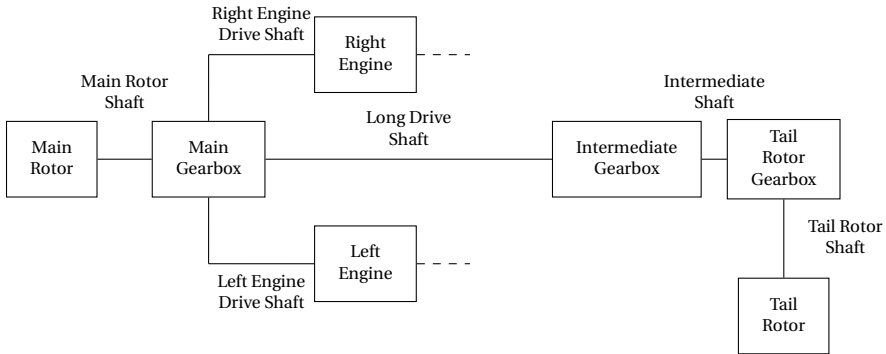 Right Engine
Drive Shaft
Right
Engine
Main Rotor
Shaft
Intermediate
Shaft
Long Drive
Shaft
Main
Rotor
Main
Gearbox
Intermediate
Gearbox
Tail
Rotor
Gearbox
Left Engine
Drive Shaft
Left
Engine
Tail Rotor
Shaft
Tail
Rotor